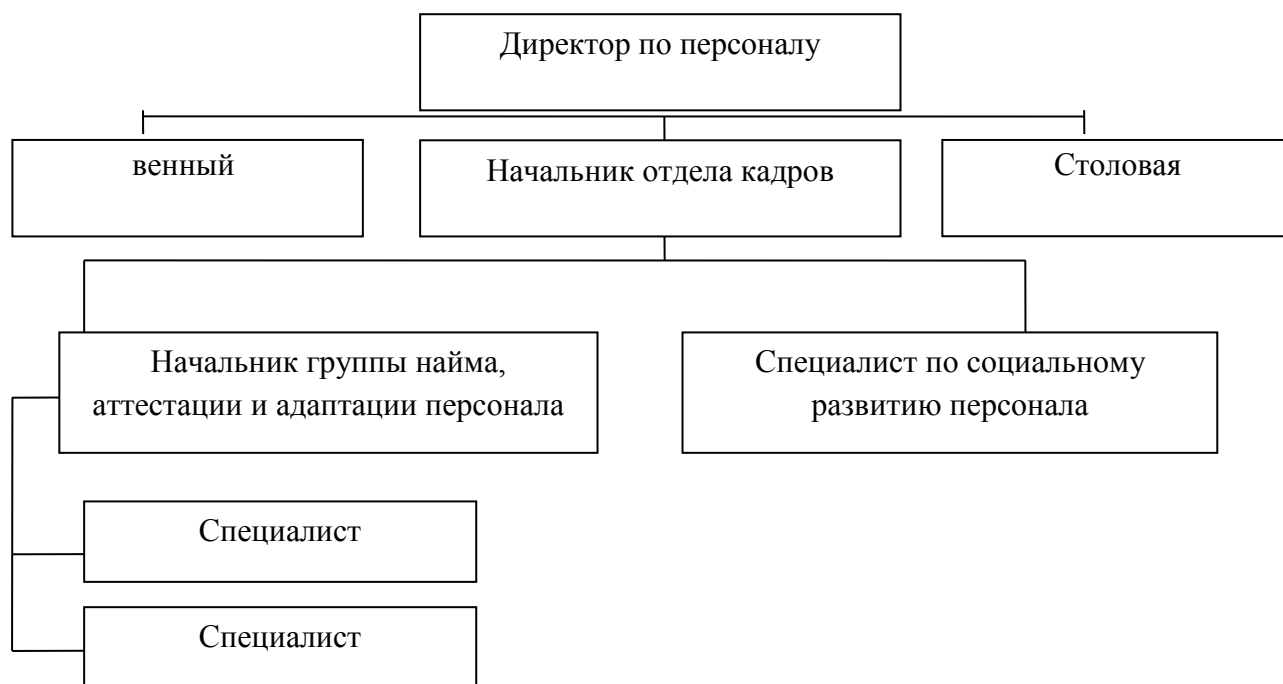 Директор по персоналу
венный
Начальник отдела кадров
Столовая
Начальник группы найма,
аттестации и адаптации персонала
Специалист по социальному
развитию персонала
Специалист
Специалист